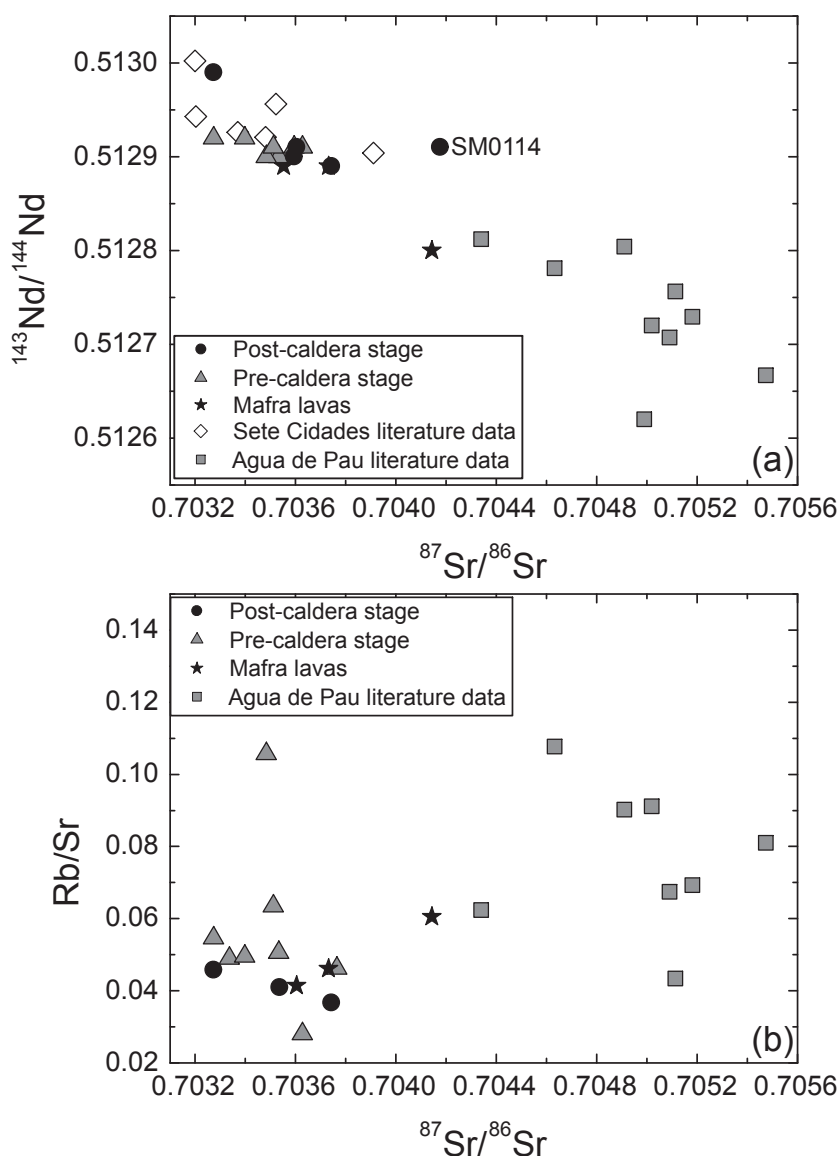 0.5130
0.5129
0.5128
0.5127
0.5126
¹⁴³Nd/¹⁴⁴Nd
SM0114
Post-caldera stage
Pre-caldera stage
Mafra lavas
Sete Cidades literature data
Agua de Pau literature data
(a)
0.7032 0.7036 0.7040 0.7044 0.7048 0.7052 0.7056
⁸⁷Sr/⁸⁶Sr
Post-caldera stage
Pre-caldera stage
Mafra lavas
Agua de Pau literature data
0.14
0.12
0.10
0.08
0.06
0.04
0.02
Rb/Sr
(b)
0.7032 0.7036 0.7040 0.7044 0.7048 0.7052 0.7056
⁸⁷Sr/⁸⁶Sr